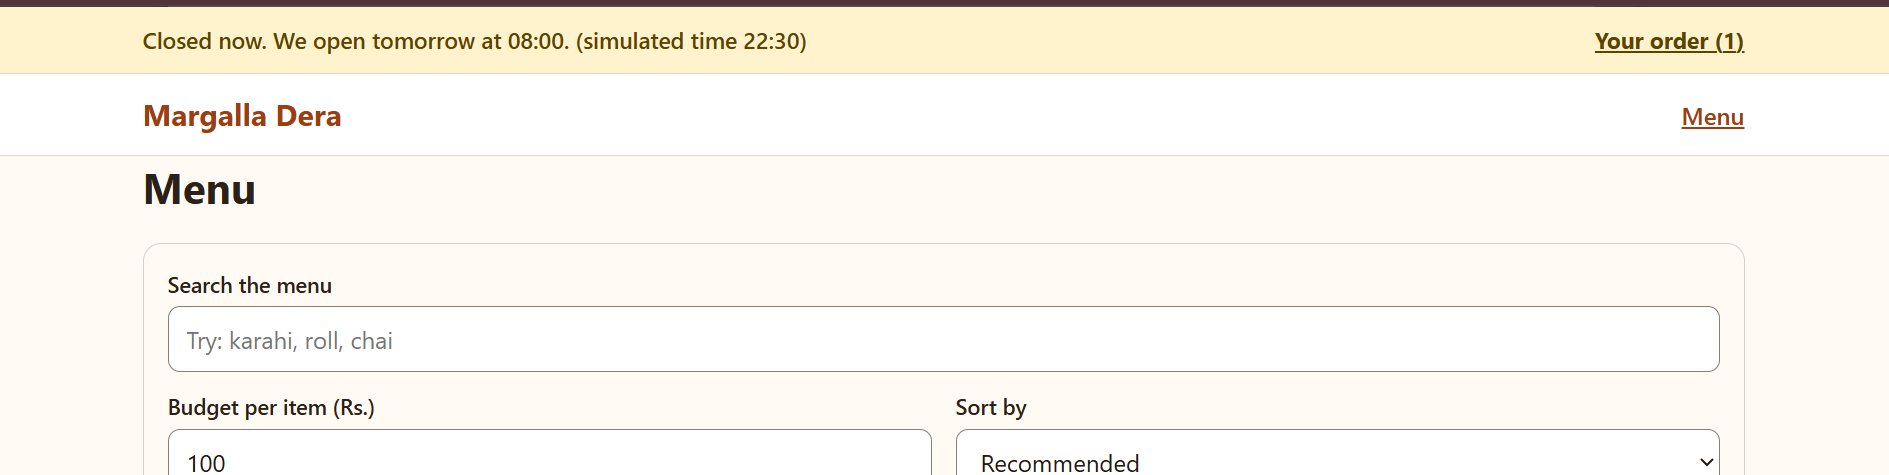 Closed now. We open tomorrow at 08:00. (simulated time 22:30)
Your order (1)
Margalla Dera
Menu
Menu
Search the menu
Try: karahi, roll, chai
Budget per item (Rs.)
Sort by
100
Recommended